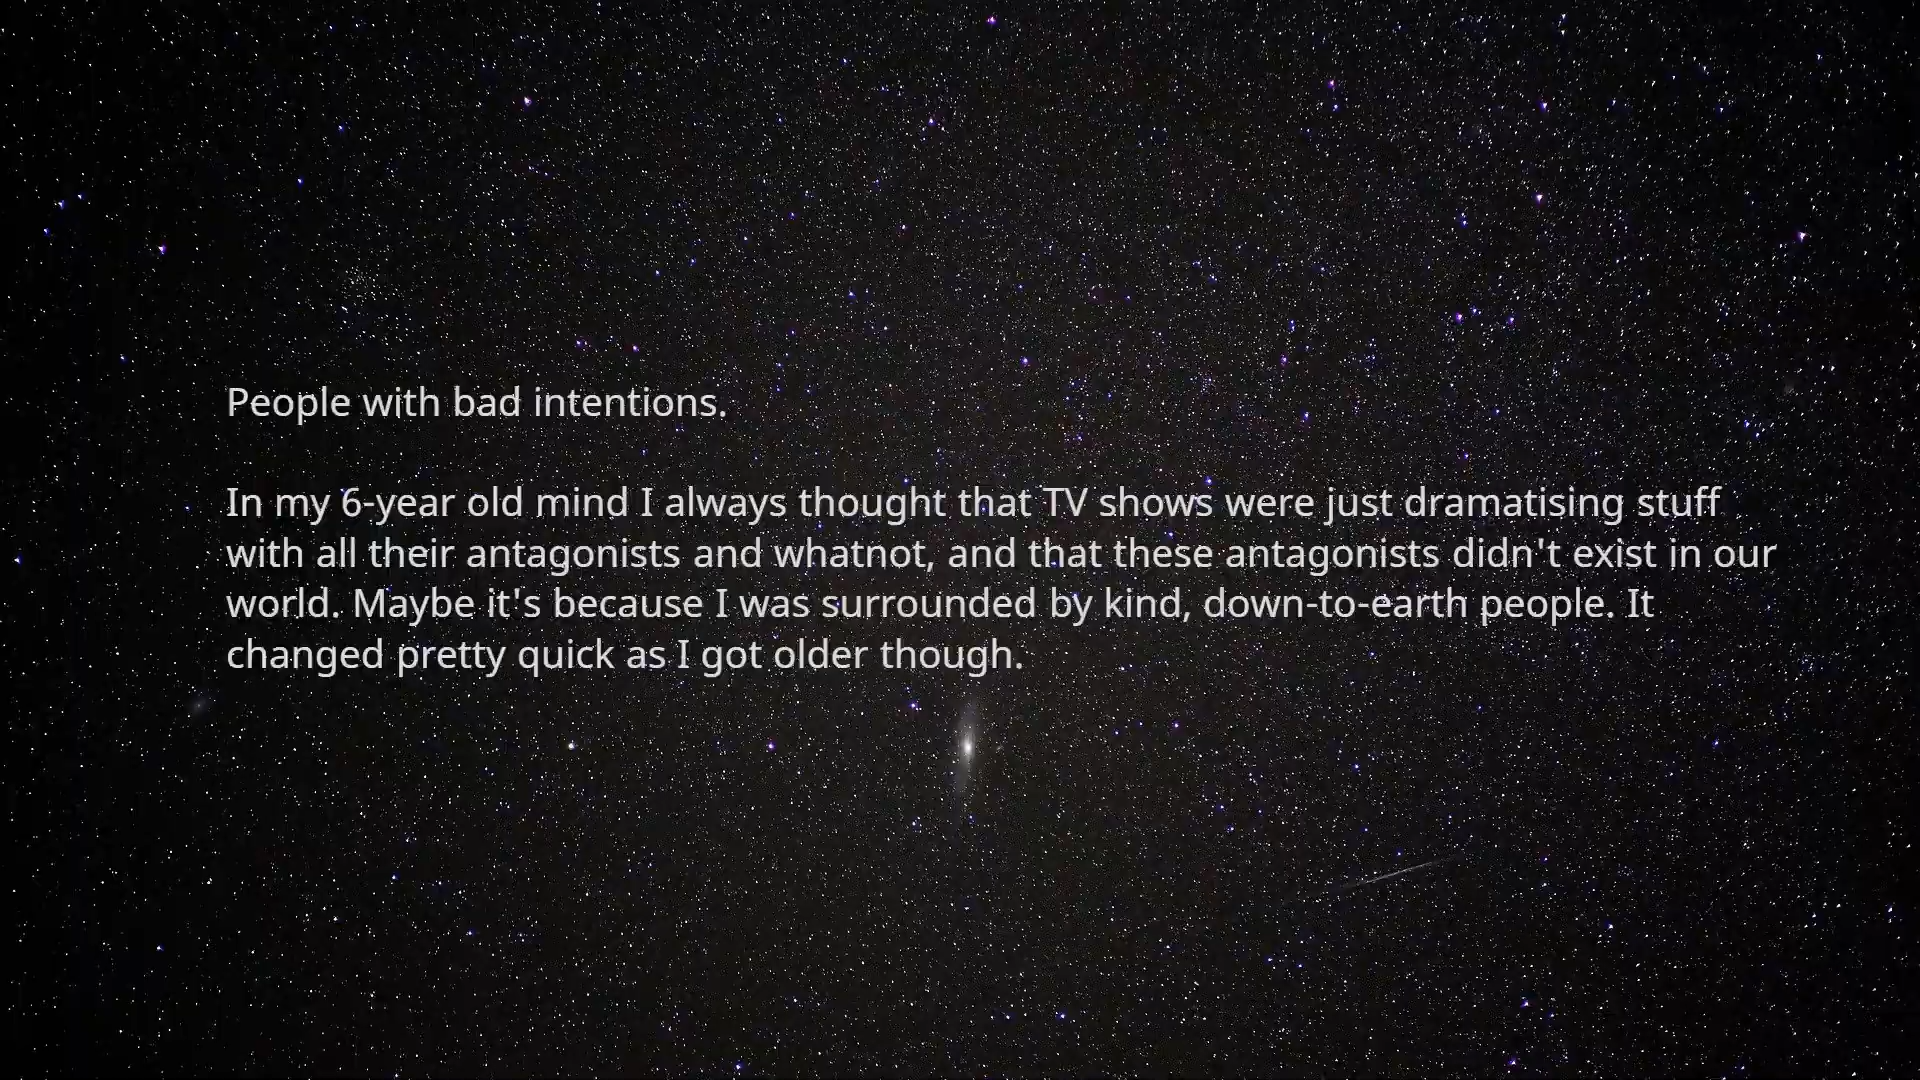 People with bad intentions.
In my 6-year old mind I always thought that TV shows were just dramatising stuff
with all their antagonists and whatnot, and that these antagonists didn't exist in our
world. Maybe it's because I was surrounded by kind, down-to-earth people. It
changed pretty quick as I got older though.